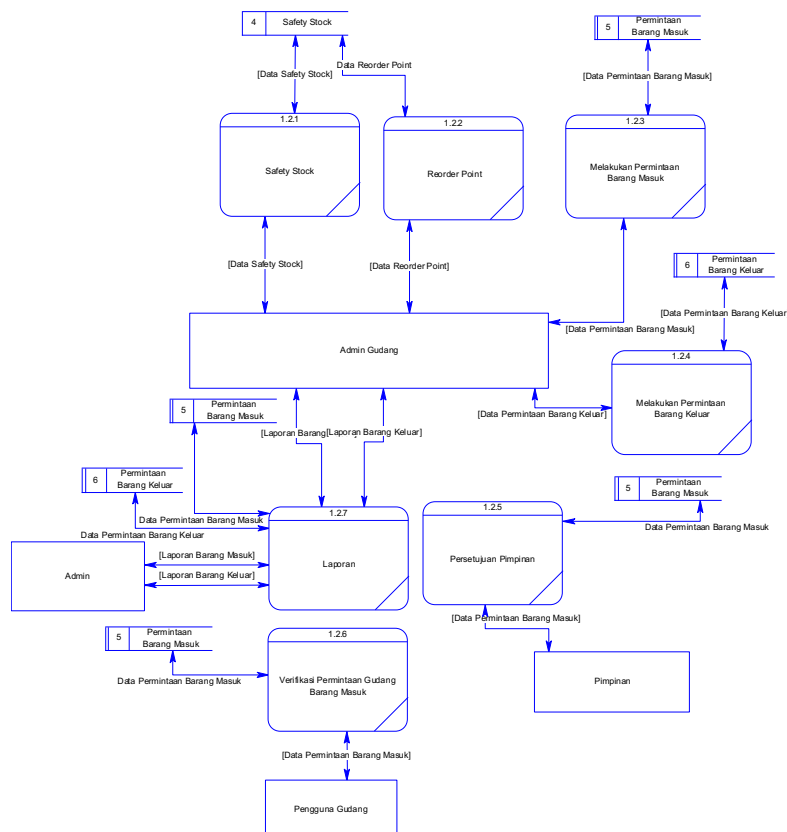 4 Safety Stock
5 Permintaan
Barang Masuk
Data Reorder Point
[Data Safety Stock]
[Data Permintaan Barang Masuk]
1.2.1
Safety Stock
1.2.2
Reorder Point
1.2.3
Melakukan Permintaan
Barang Masuk
[Data Safety Stock]
[Data Reorder Point]
6 Permintaan
Barang Keluar
[Data Permintaan Barang Keluar
[Data Permintaan Barang Masuk]
Admin Gudang
1.2.4
Melakukan Permintaan
Barang Keluar
[Data Permintaan Barang Keluar]
5 Permintaan
Barang Masuk
[Laporan Barang
[Laporan Barang Keluar]
6 Permintaan
Barang Keluar
5 Permintaan
Barang Masuk
Data Permintaan Barang Masuk
Data Permintaan Barang Keluar
1.2.7
Laporan
1.2.5
Persetujuan Pimpinan
Data Permintaan Barang Masuk
Admin
[Laporan Barang Masuk]
[Laporan Barang Keluar]
[Data Permintaan Barang Masuk]
5 Permintaan
Barang Masuk
Data Permintaan Barang Masuk
1.2.6
Verifikasi Permintaan Gudang
Barang Masuk
Pimpinan
[Data Permintaan Barang Masuk]
Pengguna Gudang